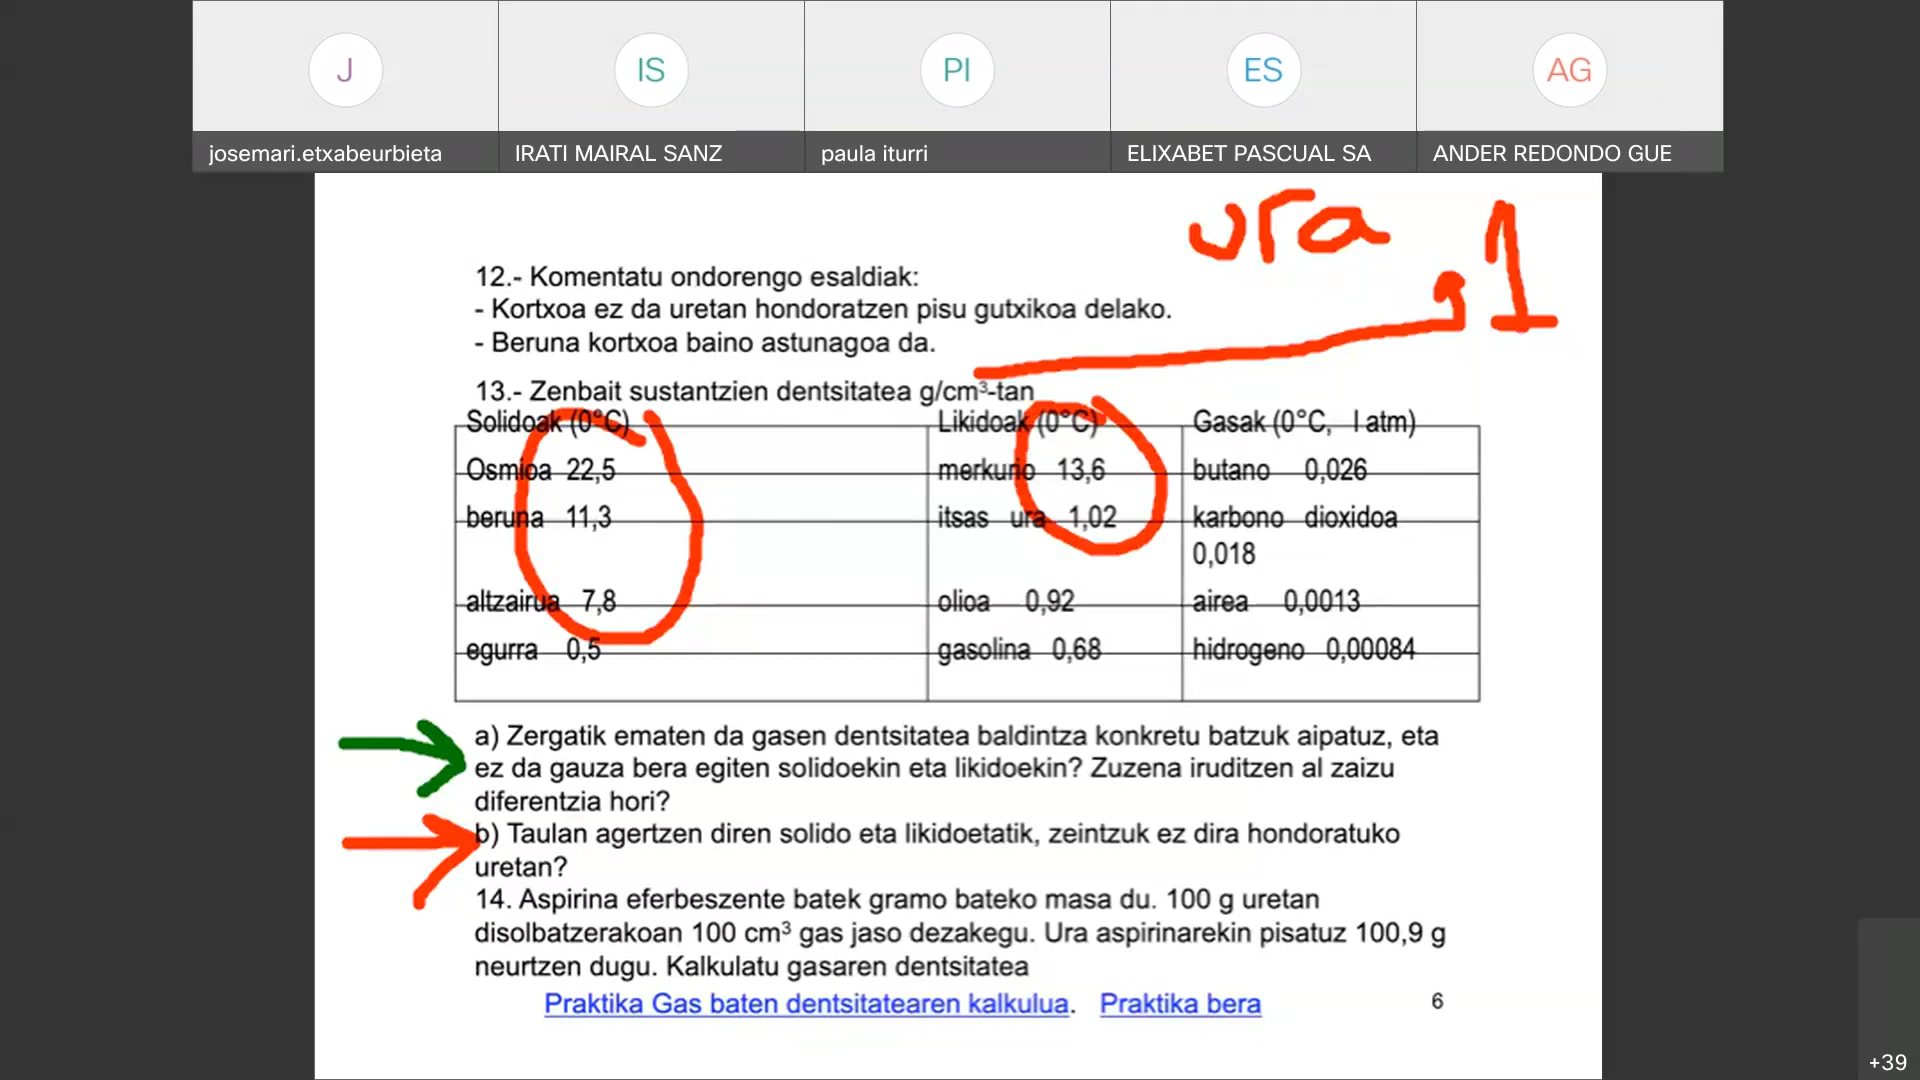 J IS PI ES AG
josemari.etxabeurbieta IRATI MAIRAL SANZ paula iturri ELIXABET PASCUAL SA ANDER REDONDO GUE
ura 1
12.- Komentatu ondorengo esaldiak:
- Kortxoa ez da uretan hondoratzen pisu gutxikoa delako.
- Beruna kortxoa baino astunagoa da.
13.- Zenbait sustantzien dentsitatea g/cm³-tan
Solidoak (0°C) Likidoak (0°C) Gasak (0°C, l atm)
Osmioa 22,5 merkurio 13,6 butano 0,026
beruna 11,3 itsas ura 1,02 karbono dioxidoa
0,018
altzairua 7,8 olioa 0,92 airea 0,0013
egurra 0,5 gasolina 0,68 hidrogeno 0,00084
a) Zergatik ematen da gasen dentsitatea baldintza konkretu batzuk aipatuz, eta
ez da gauza bera egiten solidoekin eta likidoekin? Zuzena iruditzen al zaizu
diferentzia hori?
b) Taulan agertzen diren solido eta likidoetatik, zeintzuk ez dira hondoratuko
uretan?
14. Aspirina eferbeszente batek gramo bateko masa du. 100 g uretan
disolbatzerakoan 100 cm³ gas jaso dezakegu. Ura aspirinarekin pisatuz 100,9 g
neurtzen dugu. Kalkulatu gasaren dentsitatea
Praktika Gas baten dentsitatearen kalkulua. Praktika bera 6
+39